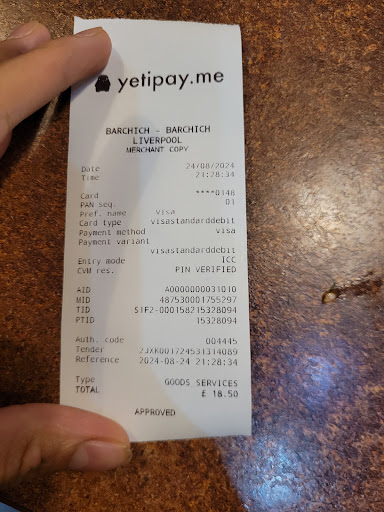 yetipay.me
BARCHICH - BARCHICH
LIVERPOOL
MERCHANT COPY
Date 24/08/2024
Time 21:28:34
Card ****0148
PAN seq. 01
Pref. name visa
Card type visastandarddebit
Payment method visa
Payment variant
visastandarddebit
Entry mode ICC
CVM res. PIN VERIFIED
AID A0000000031010
MID 487530001755297
TID S1F2-000158215328094
PTID 15328094
Auth. code 004445
Tender 2JXK001724531314089
Reference 2024-08-24 21:28:34
Type GOODS_SERVICES
TOTAL £ 18.50
APPROVED